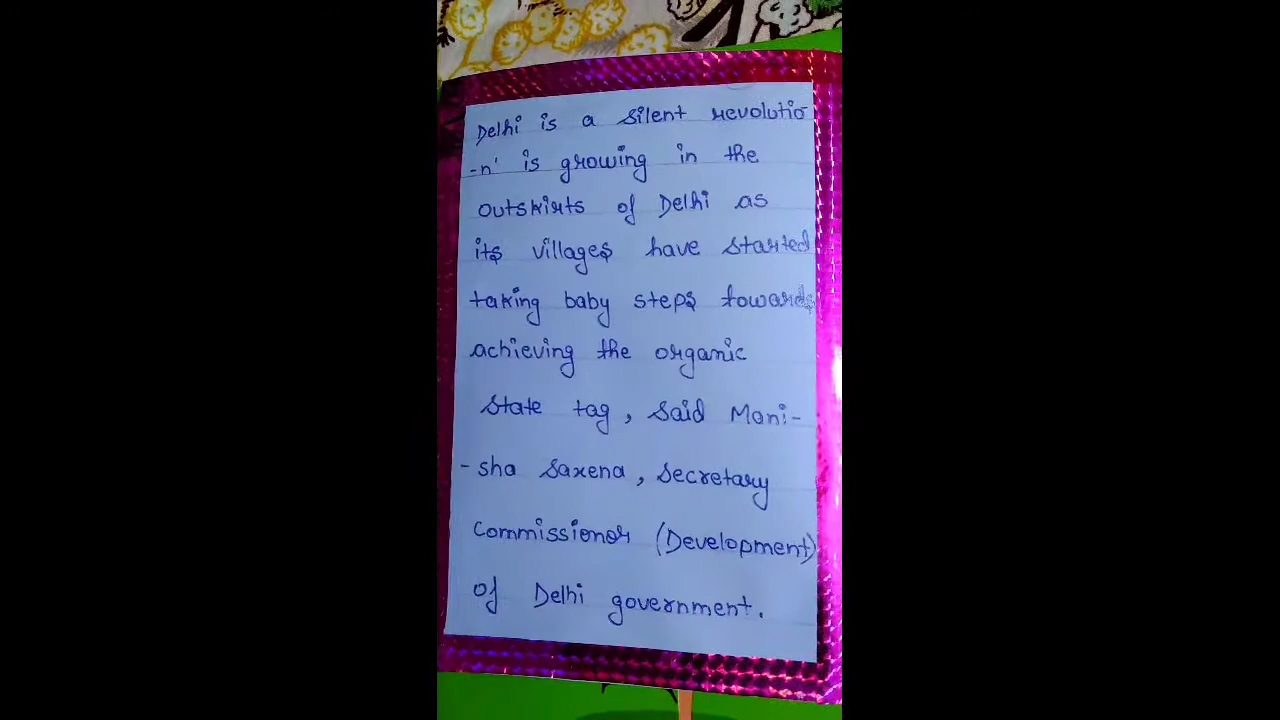 Delhi is a silent revolutio
-n' is growing in the
outskirts of Delhi as
its villages have started
taking baby steps towards
achieving the organic
state tag, said Mani-
-sha saxena, secretary
Commissioner (Development)
of Delhi government.